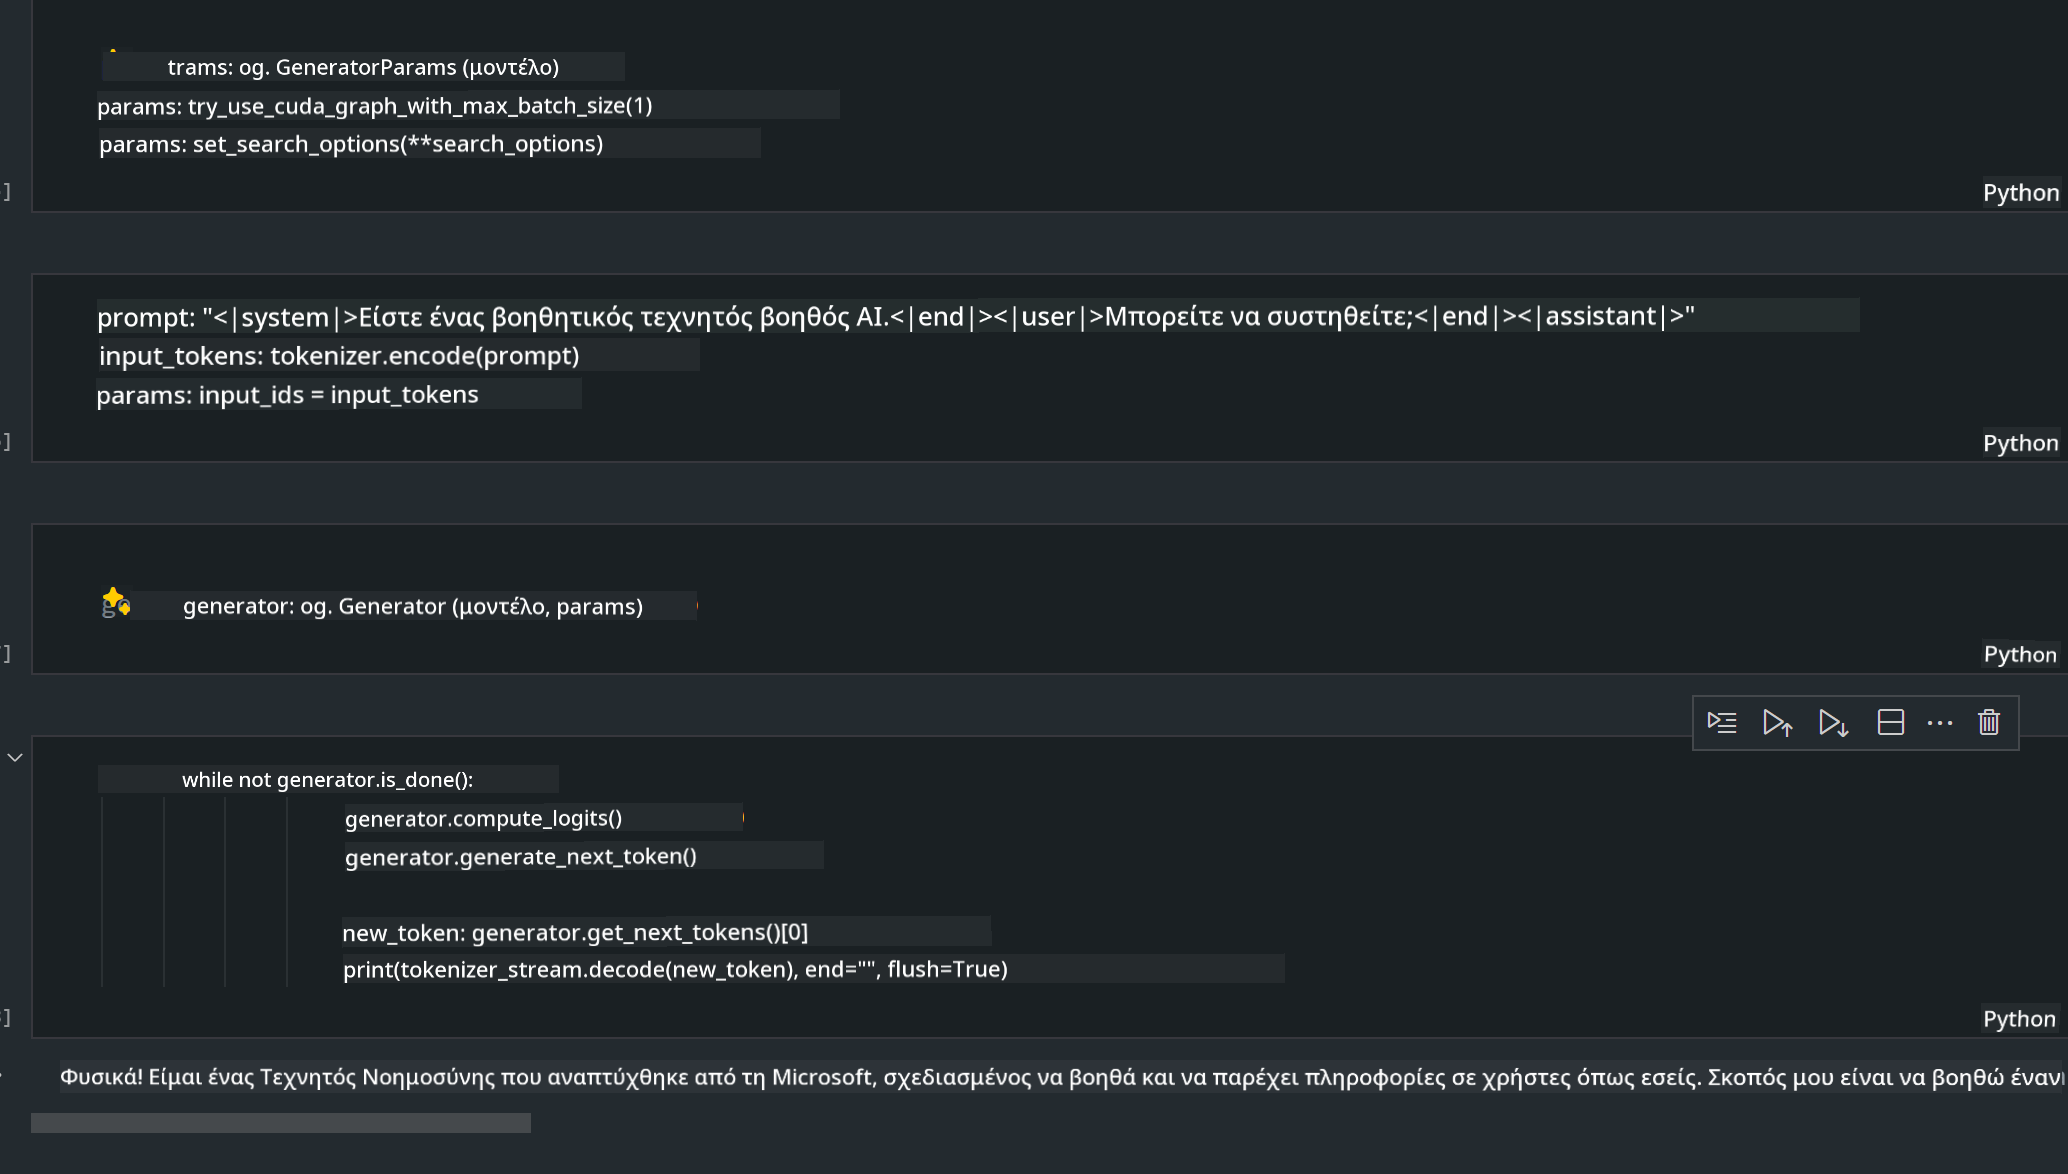 trams: og. GeneratorParams (μοντέλο)
params: try_use_cuda_graph_with_max_batch_size(1)
params: set_search_options(**search_options)
]
Python
prompt: "<|system|>Είστε ένας βοηθητικός τεχνητός βοηθός AI.<|end|><|user|>Μπορείτε να συστηθείτε;<|end|><|assistant|>"
input_tokens: tokenizer.encode(prompt)
params: input_ids = input_tokens
]
Python
generator: og. Generator (μοντέλο, params)
]
Python
while not generator.is_done():
generator.compute_logits()
generator.generate_next_token()
new_token: generator.get_next_tokens()[0]
print(tokenizer_stream.decode(new_token), end="", flush=True)
]
Python
Φυσικά! Είμαι ένας Τεχνητός Νοημοσύνης που αναπτύχθηκε από τη Microsoft, σχεδιασμένος να βοηθά και να παρέχει πληροφορίες σε χρήστες όπως εσείς. Σκοπός μου είναι να βοηθώ